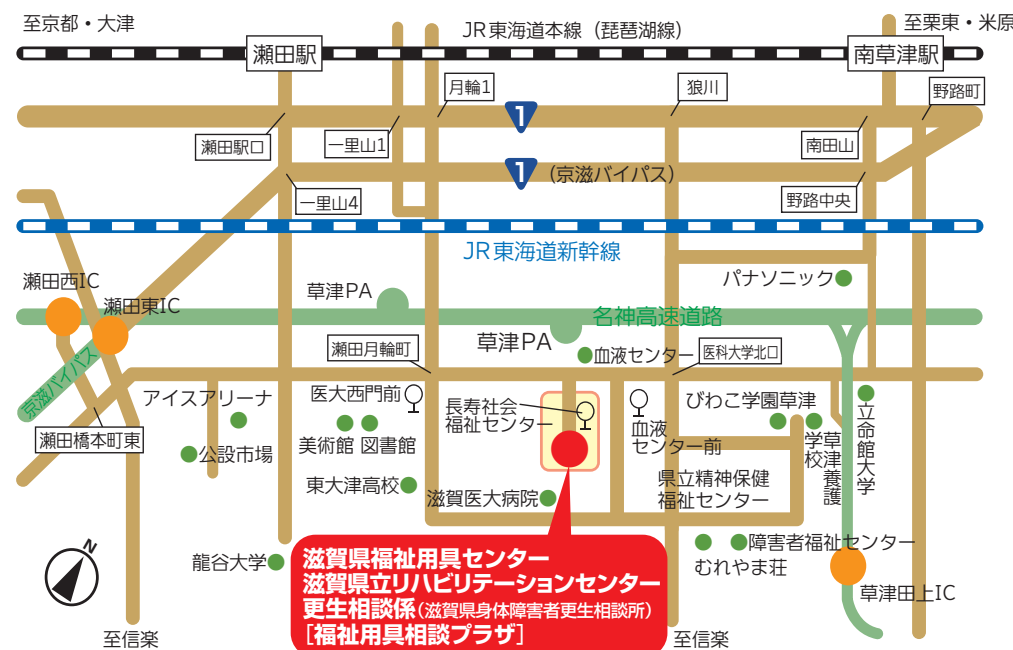 至京都・大津
JR東海道本線（琵琶湖線）
至栗東・米原
瀬田駅
南草津駅
月輪1
狼川
野路町
1
瀬田駅口
一里山1
南田山
1
（京滋バイパス）
一里山4
野路中央
JR東海道新幹線
瀬田西IC
瀬田東IC
草津PA
パナソニック
名神高速道路
草津PA
瀬田月輪町
血液センター
医科大学北口
京滋バイパス
アイスアリーナ
医大西門前
長寿社会
福祉センター
びわこ学園草津
立命館大学
瀬田橋本町東
公設市場
美術館
図書館
血液
センター前
草津養護
学校
東大津高校
滋賀医大病院
県立精神保健
福祉センター
龍谷大学
障害者福祉センター
むれやま荘
草津田上IC
N
滋賀県福祉用具センター
滋賀県立リハビリテーションセンター
更生相談係（滋賀県身体障害者更生相談所）
［福祉用具相談プラザ］
至信楽
至信楽